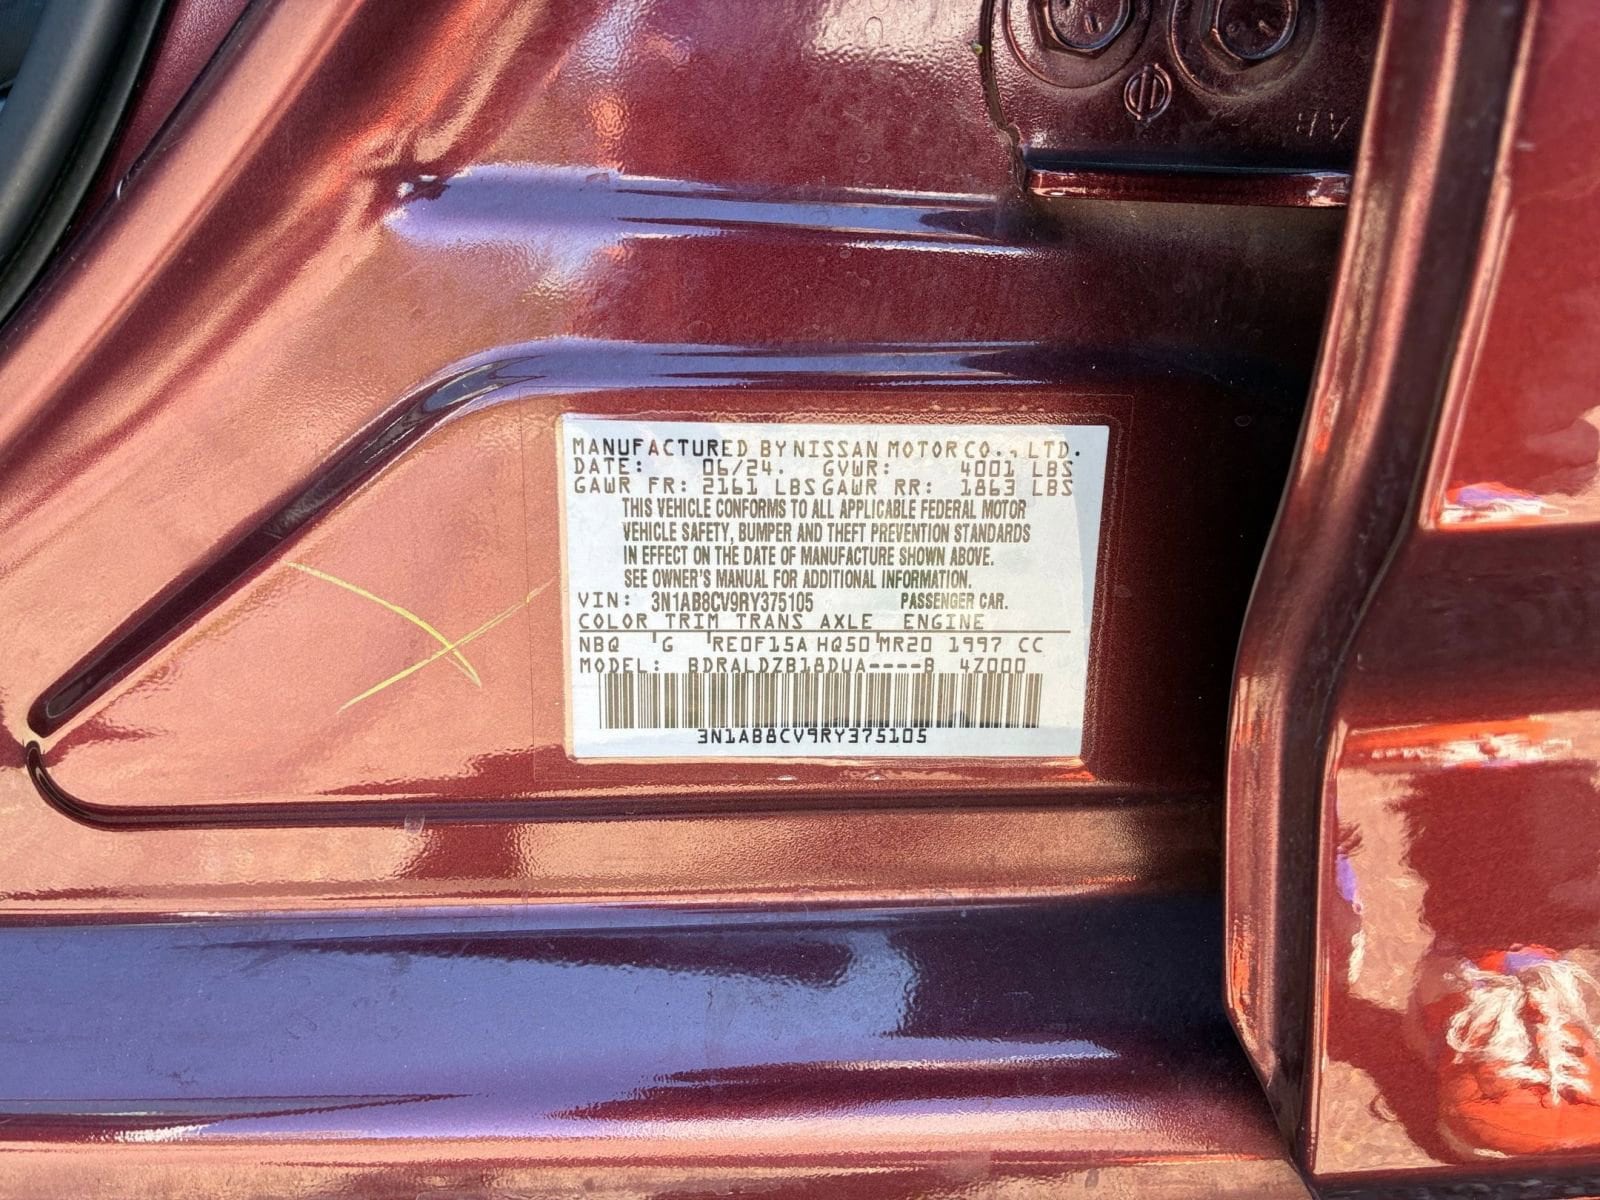 AR
MANUFACTURED BY NISSAN MOTOR CO., LTD.
DATE: 06/24. GVWR: 4001 LBS
GAWR FR: 2161 LBS GAWR RR: 1863 LBS
THIS VEHICLE CONFORMS TO ALL APPLICABLE FEDERAL MOTOR
VEHICLE SAFETY, BUMPER AND THEFT PREVENTION STANDARDS
IN EFFECT ON THE DATE OF MANUFACTURE SHOWN ABOVE.
SEE OWNER'S MANUAL FOR ADDITIONAL INFORMATION.
VIN: 3N1AB8CV9RY375105 PASSENGER CAR.
COLOR TRIM TRANS AXLE ENGINE
NBQ G RE0F15A HQ50 MR20 1997 CC
MODEL: BDRALDZB18DUA----B 4Z000
3N1AB8CV9RY375105